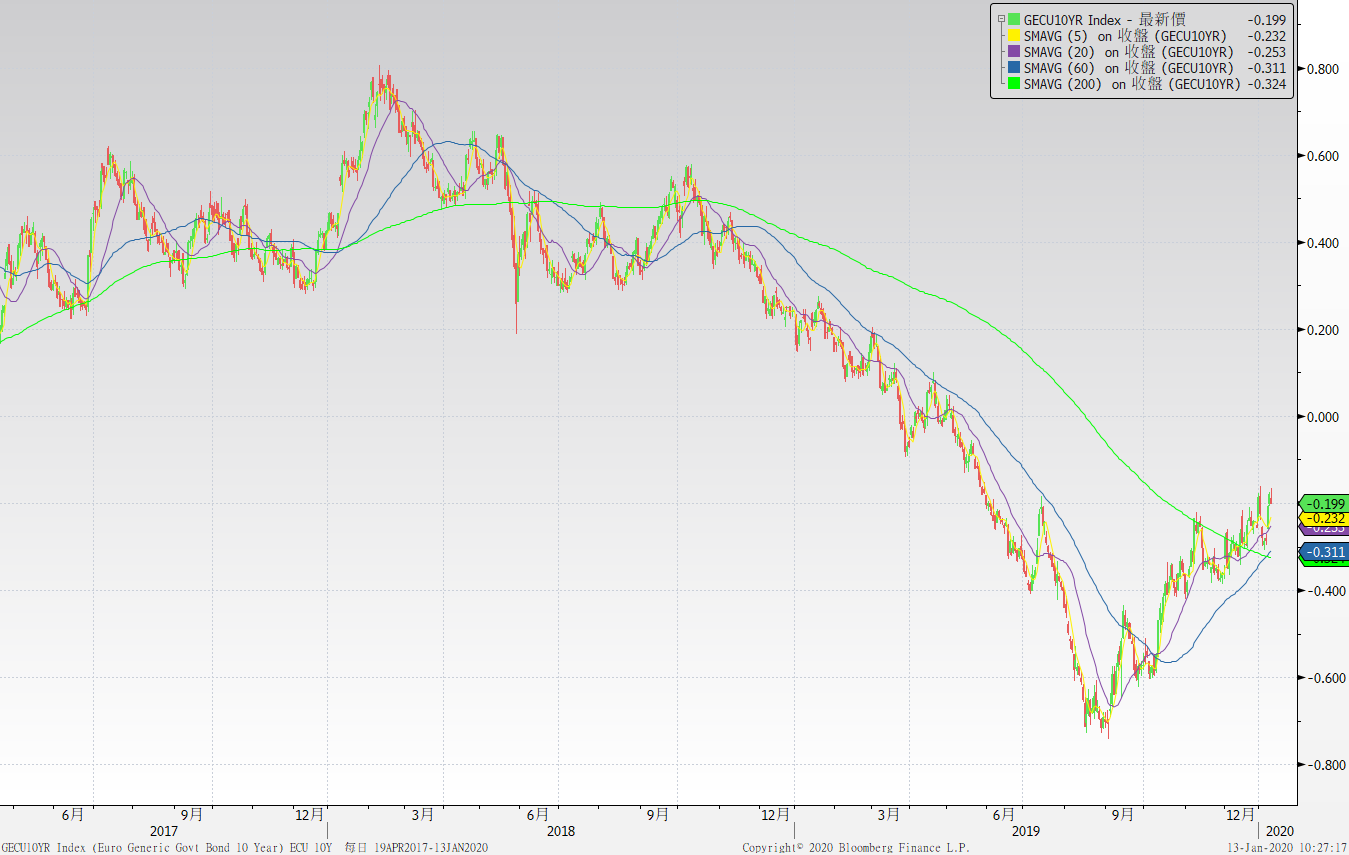 GECU10YR Index - 最新價 -0.199
SMAVG (5) on 收盤 (GECU10YR) -0.232
SMAVG (20) on 收盤 (GECU10YR) -0.253
SMAVG (60) on 收盤 (GECU10YR) -0.311
SMAVG (200) on 收盤 (GECU10YR) -0.324
0.800
0.600
0.400
0.200
0.000
-0.199
-0.232
-0.253
-0.311
-0.324
-0.400
-0.600
-0.800
6月 9月 12月 3月 6月 9月 12月 3月 6月 9月 12月
2017 2018 2019 2020
GECU10YR Index (Euro Generic Govt Bond 10 Year) ECU 10Y 每日 19APR2017-13JAN2020 Copyright© 2020 Bloomberg Finance L.P. 13-Jan-2020 10:27:17